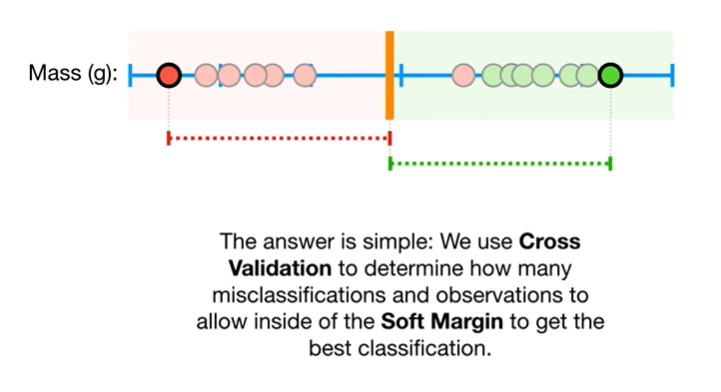 Mass (g):
The answer is simple: We use Cross
Validation to determine how many
misclassifications and observations to
allow inside of the Soft Margin to get the
best classification.